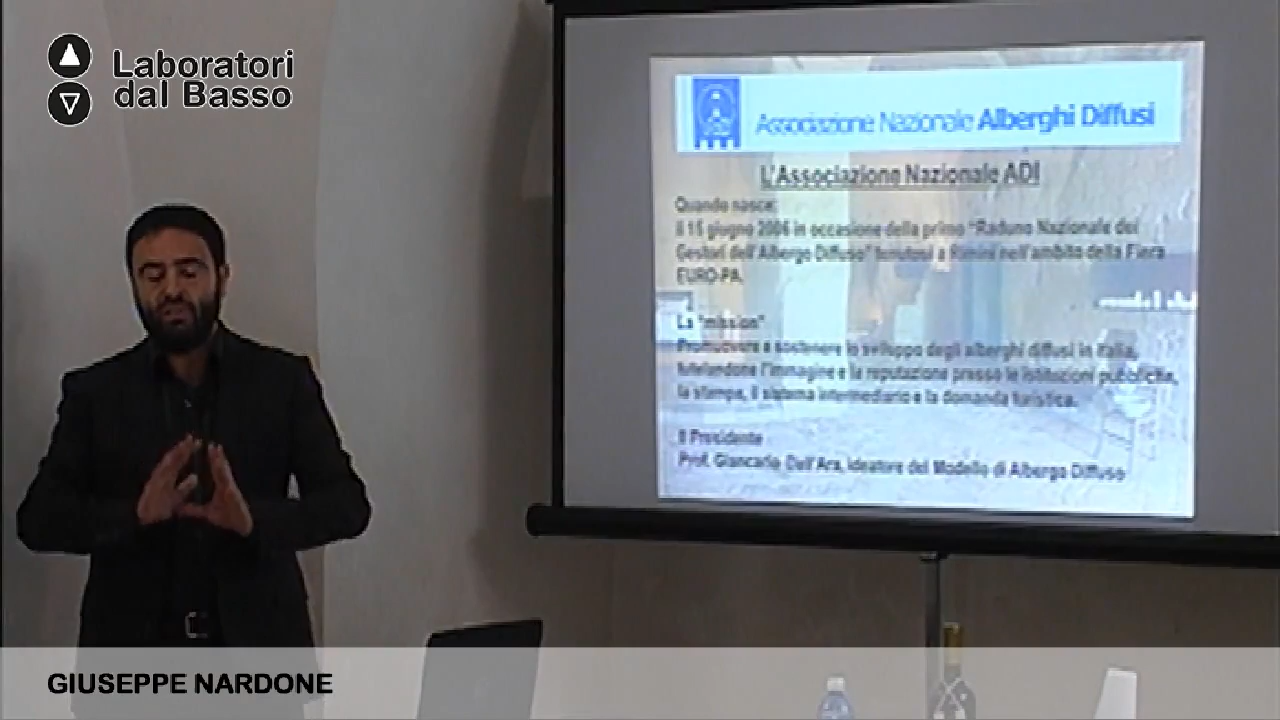 Laboratori
dal Basso
Associazione Nazionale Alberghi Diffusi
L'Associazione Nazionale ADI
Quando nasce:
Il 15 giugno 2006 in occasione della primo "Raduno Nazionale dei
Gestori dell'Albergo Diffuso" tenutosi a Rimini nell'ambito della Fiera
EURO-PA.
La "mission"
Promuovere e sostenere lo sviluppo degli alberghi diffusi in Italia,
tutelandone l'immagine e la reputazione presso le istituzioni pubbliche,
la stampa, il sistema intermediario e la domanda turistica.
Il Presidente
Prof. Giancarlo Dall'Ara, ideatore del Modello di Albergo Diffuso
GIUSEPPE NARDONE